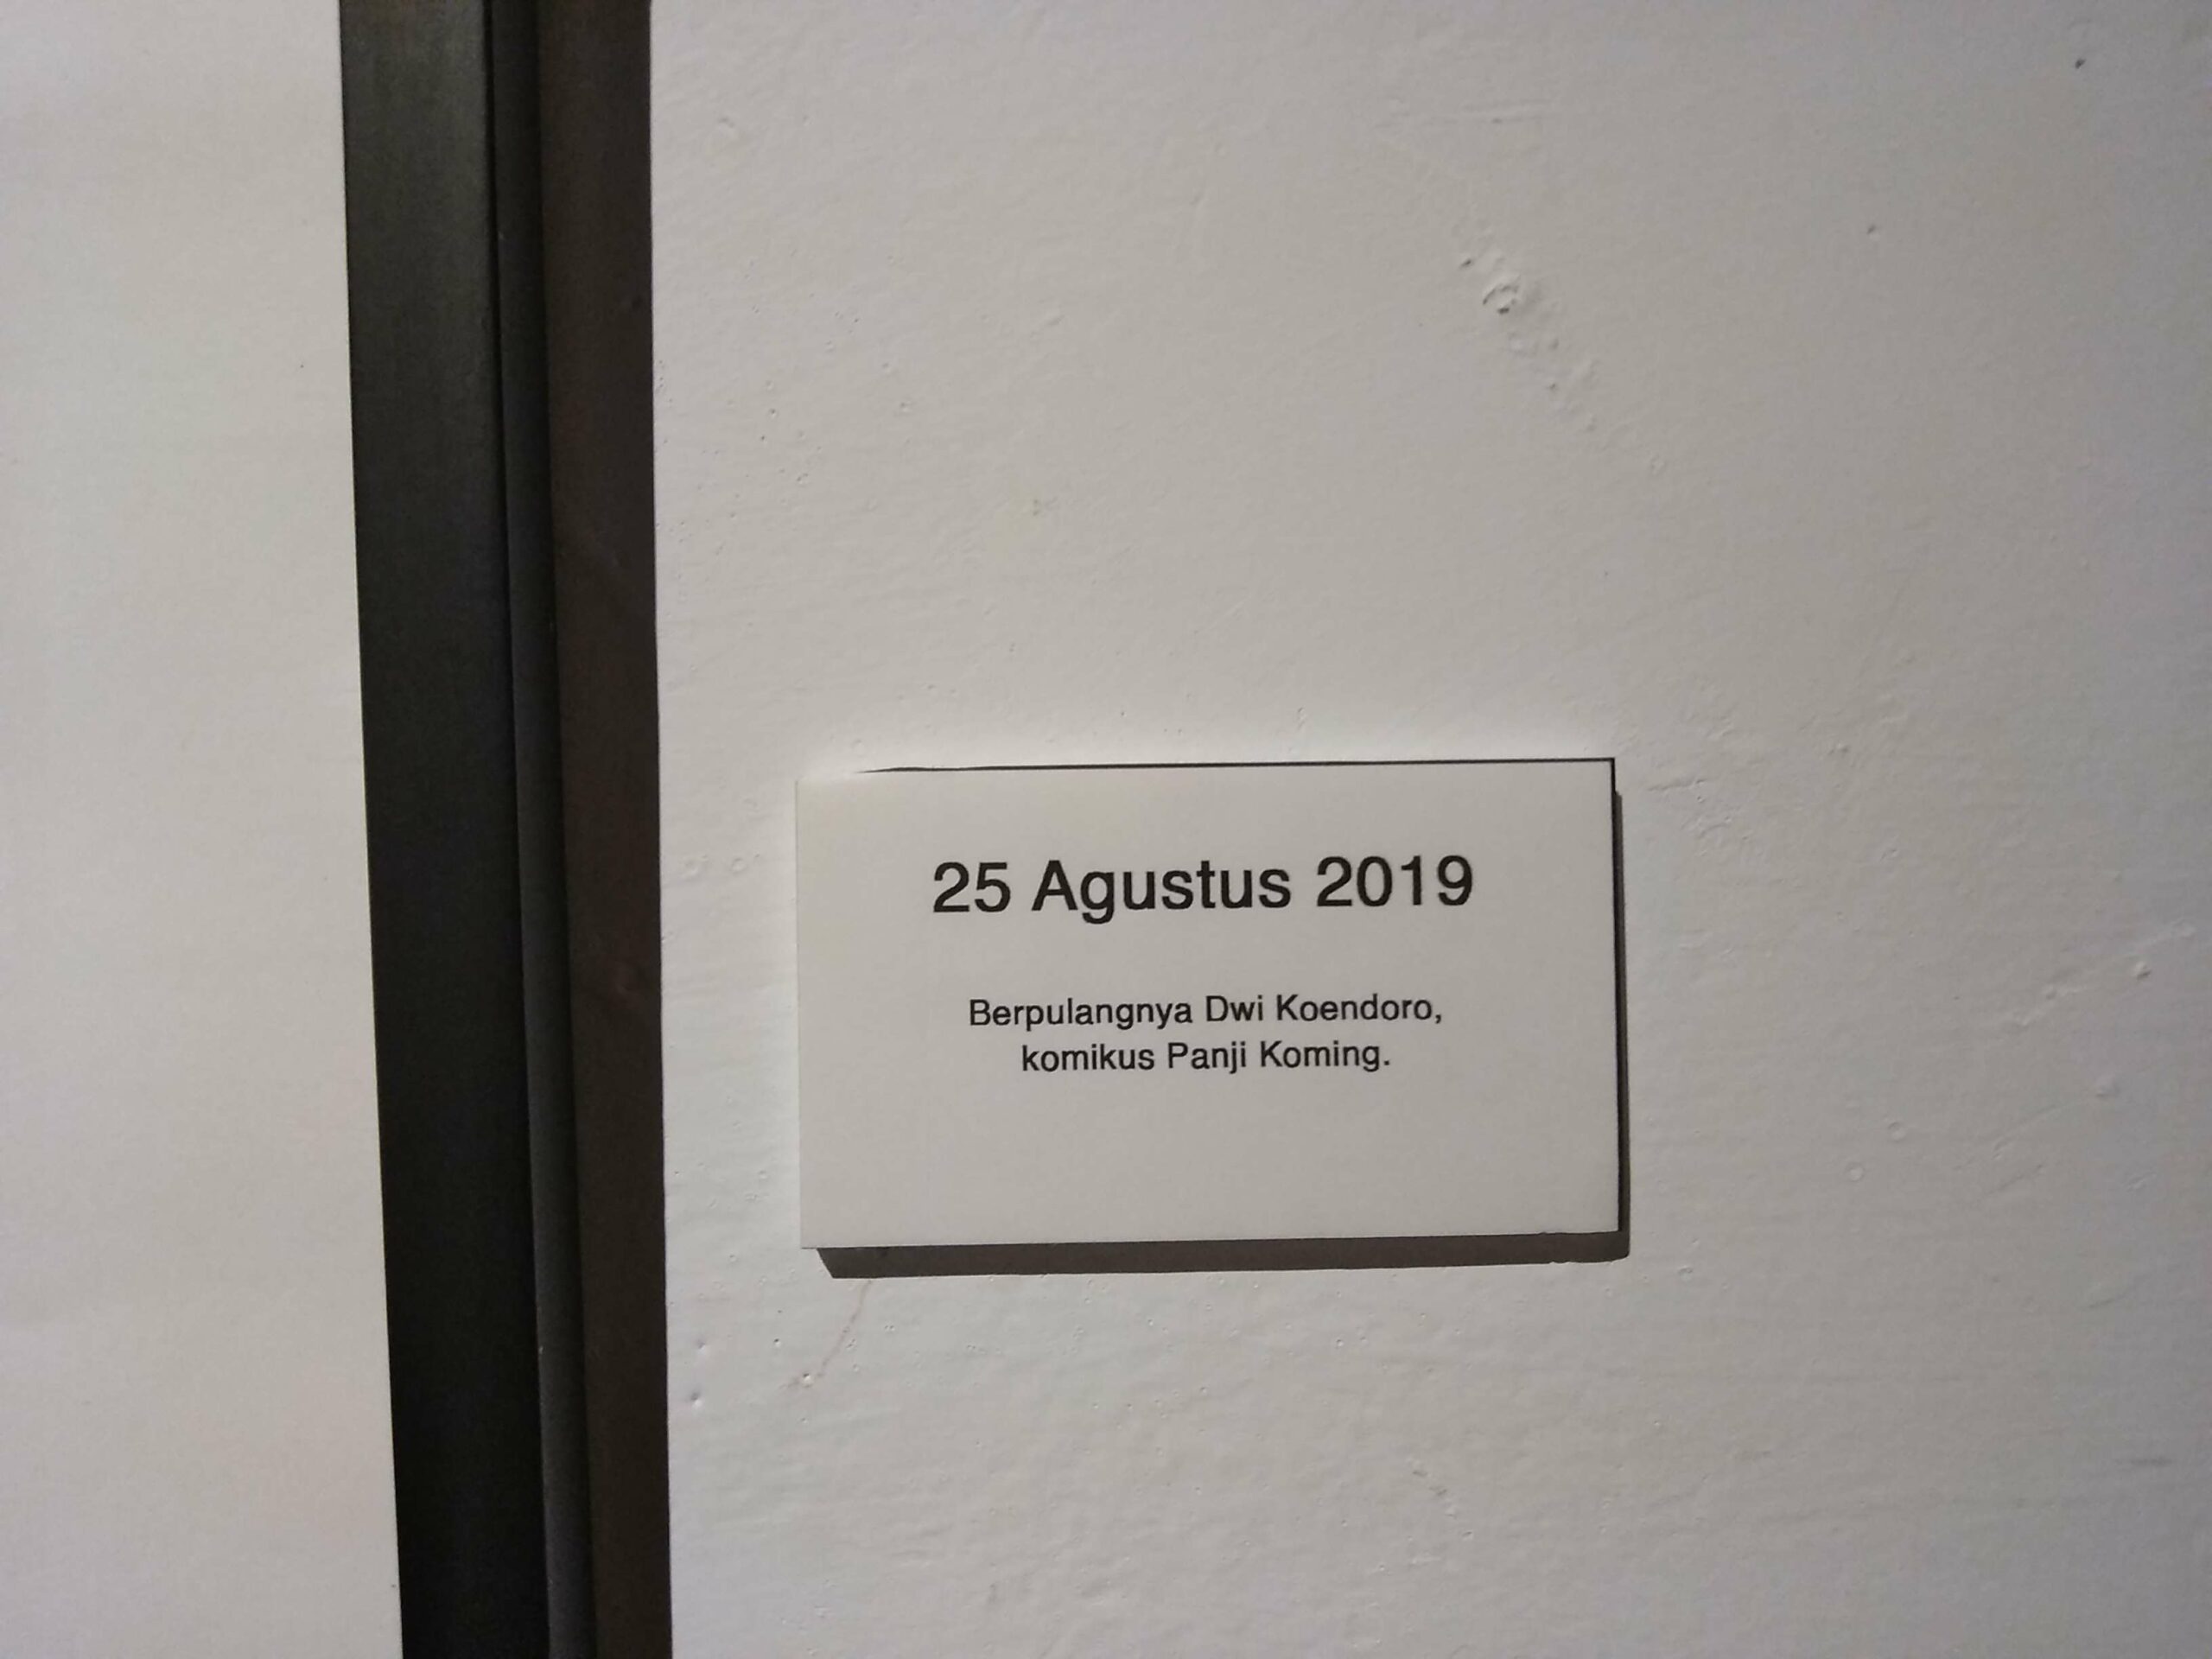 25 Agustus 2019
Berpulangnya Dwi Koendoro,
komikus Panji Koming.